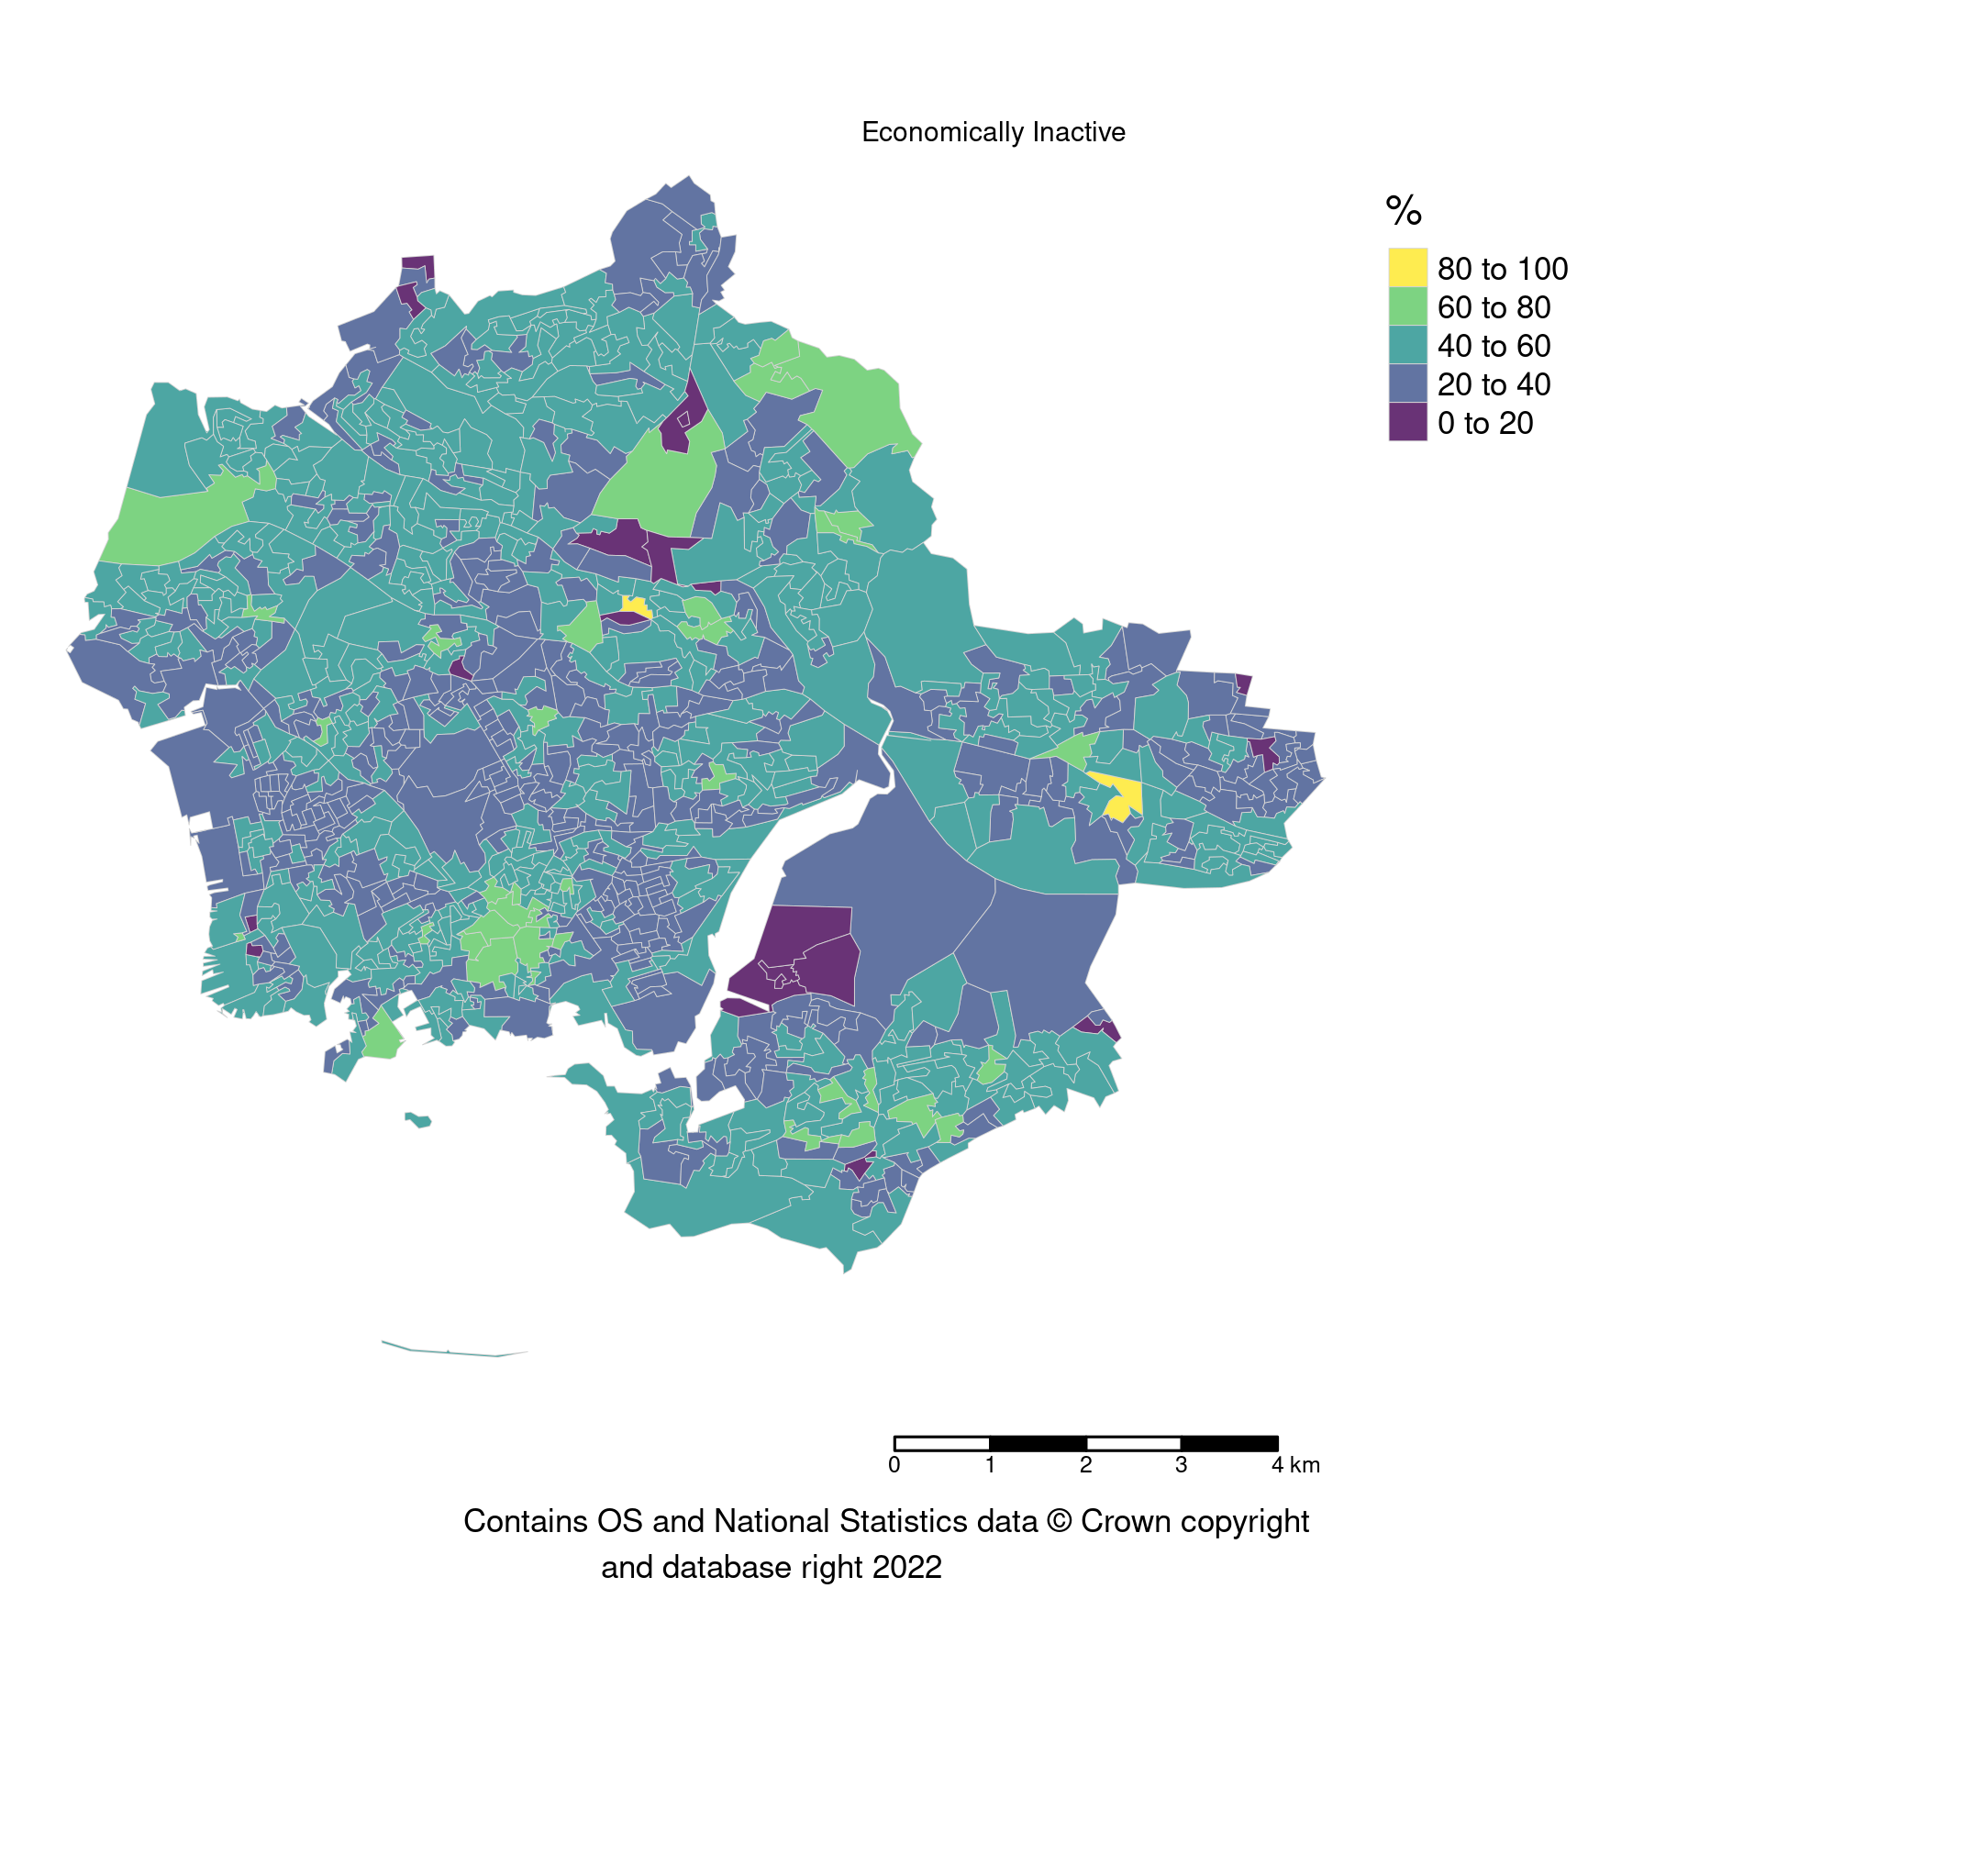 Economically Inactive
%
80 to 100
60 to 80
40 to 60
20 to 40
0 to 20
0 1 2 3 4 km
Contains OS and National Statistics data © Crown copyright
and database right 2022